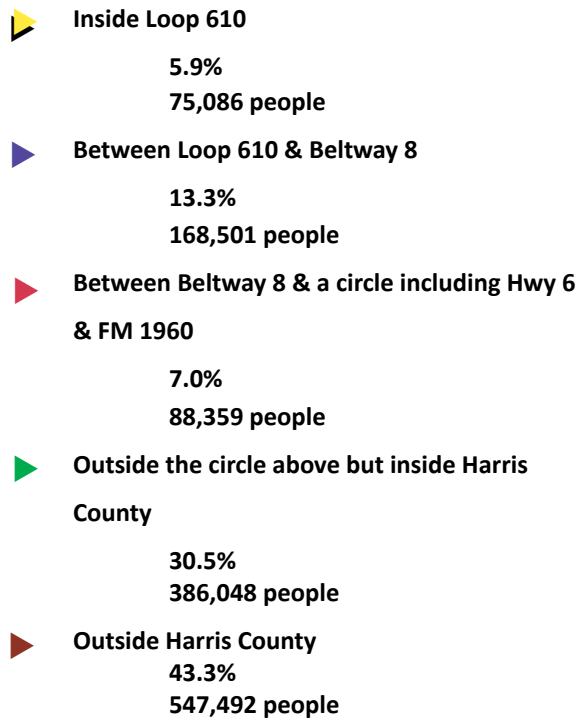 Inside Loop 610
5.9%
75,086 people
Between Loop 610 & Beltway 8
13.3%
168,501 people
Between Beltway 8 & a circle including Hwy 6
& FM 1960
7.0%
88,359 people
Outside the circle above but inside Harris
County
30.5%
386,048 people
Outside Harris County
43.3%
547,492 people